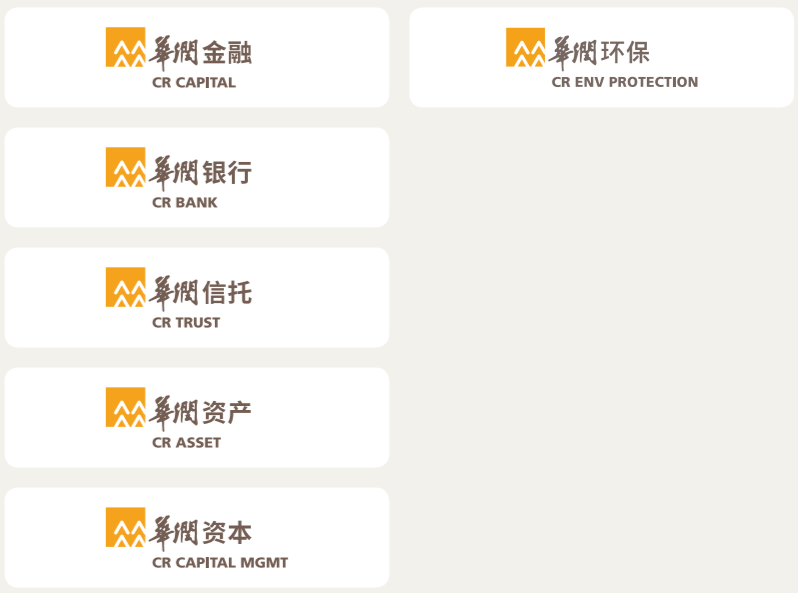 華潤金融
CR CAPITAL
華潤银行
CR BANK
華潤信托
CR TRUST
華潤资产
CR ASSET
華潤资本
CR CAPITAL MGMT
華潤环保
CR ENV PROTECTION